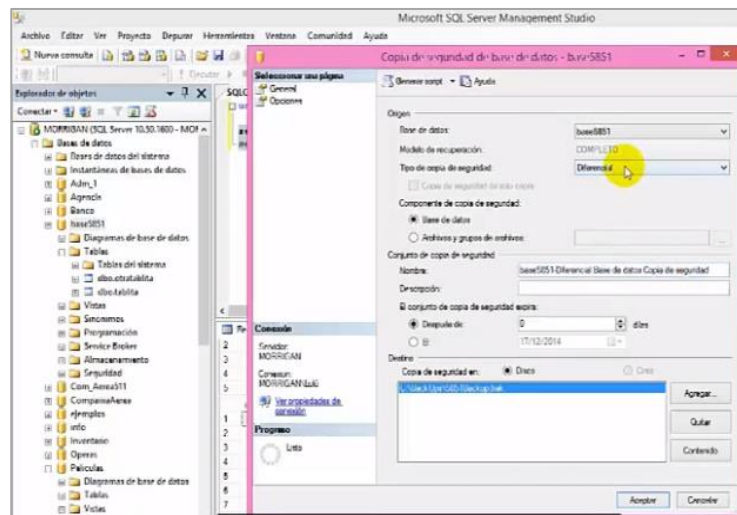 Microsoft SQL Server Management Studio
Archivo Editar Ver Proyecto Depurar Herramientas Ventana Comunidad Ayuda
Nueva consulta
Explorador de objetos
Conectar
MORRIGAN (SQL Server 10.50.1600 - MOR
Bases de datos
Bases de datos del sistema
Instantáneas de bases de datos
Adm_1
Agencia
Banco
base5851
Diagramas de base de datos
Tablas
Tablas del sistema
dbo.otratablita
dbo.tablita
Vistas
Sinónimos
Programación
Service Broker
Almacenamiento
Seguridad
Com_Aerea511
CompaniaAerea
ejemplos
info
Inventario
Operas
Peliculas
Diagramas de base de datos
Tablas
Vistas
Copia de seguridad de base de datos - base5851
Seleccionar una página
General
Opciones
Conexión
Servidor:
MORRIGAN
Conexión:
Ver propiedades de
conexión
Progreso
Listo
Generar script Ayuda
Origen
Base de datos: base5851
Modelo de recuperación: COMPLETO
Tipo de copia de seguridad: Diferencial
Copia de seguridad de solo copia
Componente de copia de seguridad:
Base de datos
Archivos y grupos de archivos:
Conjunto de copia de seguridad
Nombre: base5851-Diferencial Base de datos Copia de seguridad
Descripción:
El conjunto de copia de seguridad expira:
Después de: 0 días
El: 17/12/2014
Destino
Copia de seguridad en: Disco Cinta
Agregar...
Quitar
Contenido
Aceptar Cancelar